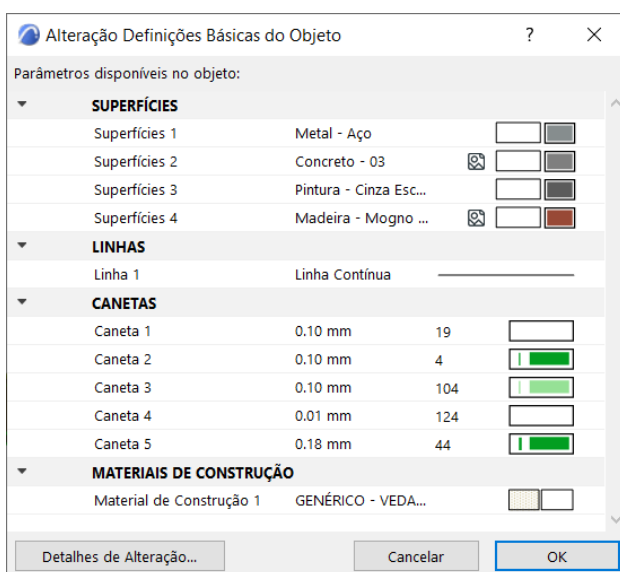 Alteração Definições Básicas do Objeto ?
Parâmetros disponíveis no objeto:
SUPERFÍCIES
Superfícies 1 Metal - Aço
Superfícies 2 Concreto - 03
Superfícies 3 Pintura - Cinza Esc...
Superfícies 4 Madeira - Mogno ...
LINHAS
Linha 1 Linha Contínua
CANETAS
Caneta 1 0.10 mm 19
Caneta 2 0.10 mm 4
Caneta 3 0.10 mm 104
Caneta 4 0.01 mm 124
Caneta 5 0.18 mm 44
MATERIAIS DE CONSTRUÇÃO
Material de Construção 1 GENÉRICO - VEDA...
Detalhes de Alteração... Cancelar OK